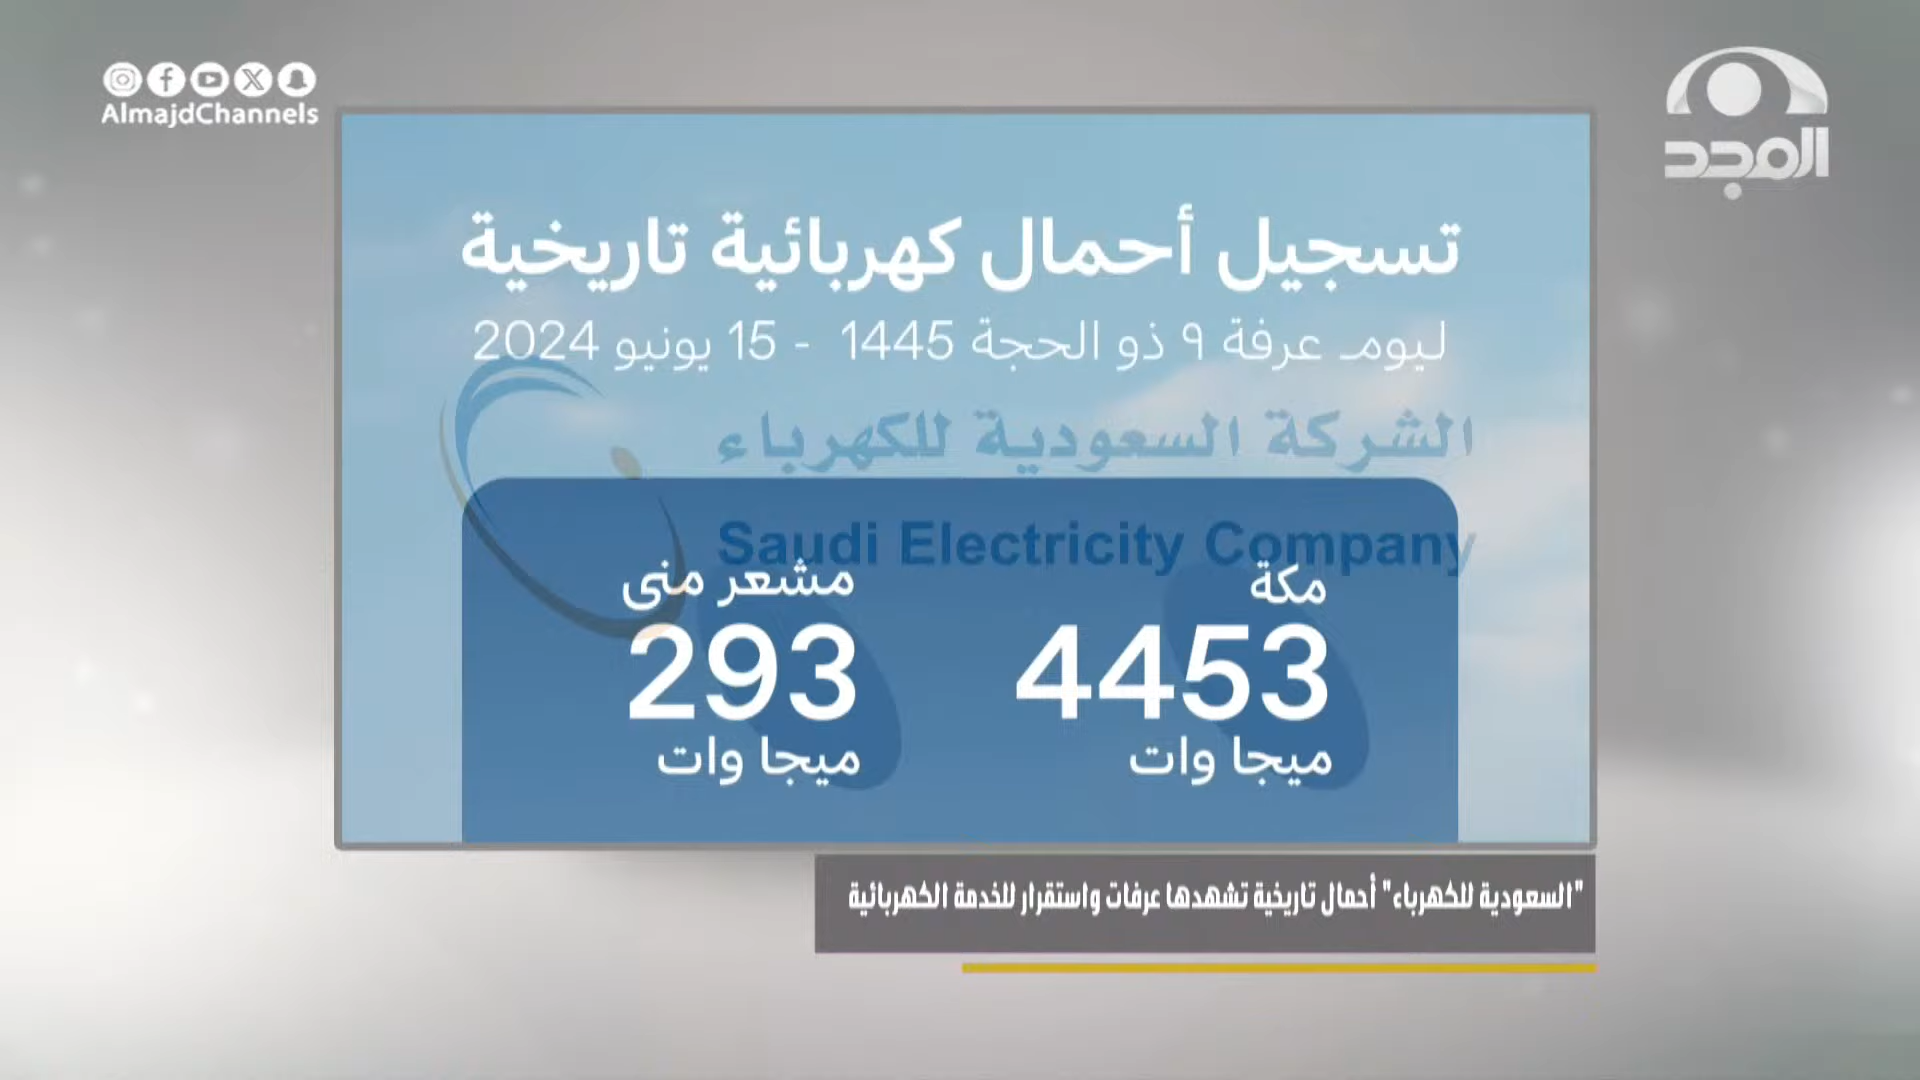 AlmajdChannels
المجد
تسجيل أحمال كهربائية تاريخية
ليوم عرفة ٩ ذو الحجة 1445 - 15 يونيو 2024
الشركة السعودية للكهرباء
Saudi Electricity Company
مكة
4453
ميجا وات
مشعر منى
293
ميجا وات
"السعودية للكهرباء" أحمال تاريخية تشهدها عرفات واستقرار للخدمة الكهربائية